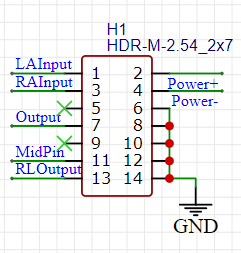 H1
HDR-M-2.54_2x7
LAInput 1 2
RAInput 3 4 Power+
5 6 Power-
Output 7 8
9 10
MidPin 11 12
RLOutput 13 14
GND